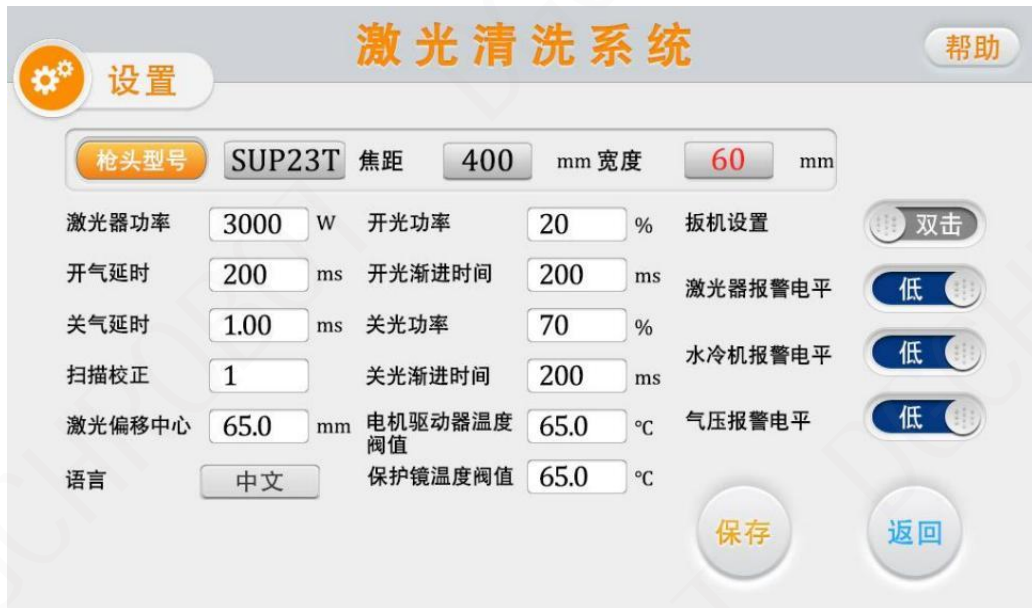 激光清洗系统
帮助
设置
枪头型号 SUP23T 焦距 400 mm 宽度 60 mm
激光器功率 3000 W 开光功率 20 % 扳机设置 双击
开气延时 200 ms 开光渐进时间 200 ms 激光器报警电平 低
关气延时 1.00 ms 关光功率 70 %
水冷机报警电平 低
扫描校正 1 关光渐进时间 200 ms
激光偏移中心 65.0 mm 电机驱动器温度
阀值 65.0 ℃ 气压报警电平 低
语言 中文 保护镜温度阀值 65.0 ℃
保存 返回